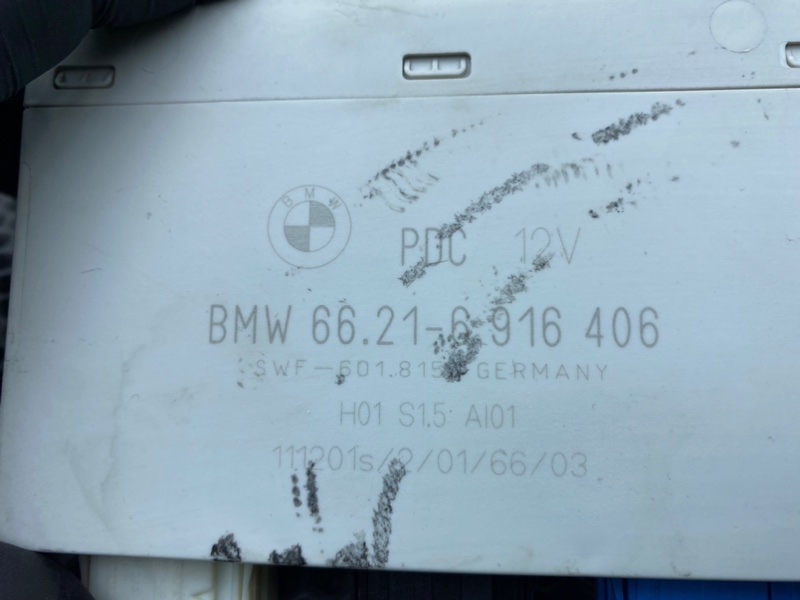 BMW
PDC 12V
BMW 66.21-6 916 406
SWF-601.815 GERMANY
H01 S1.5 AI01
111201s/2/01/66/03